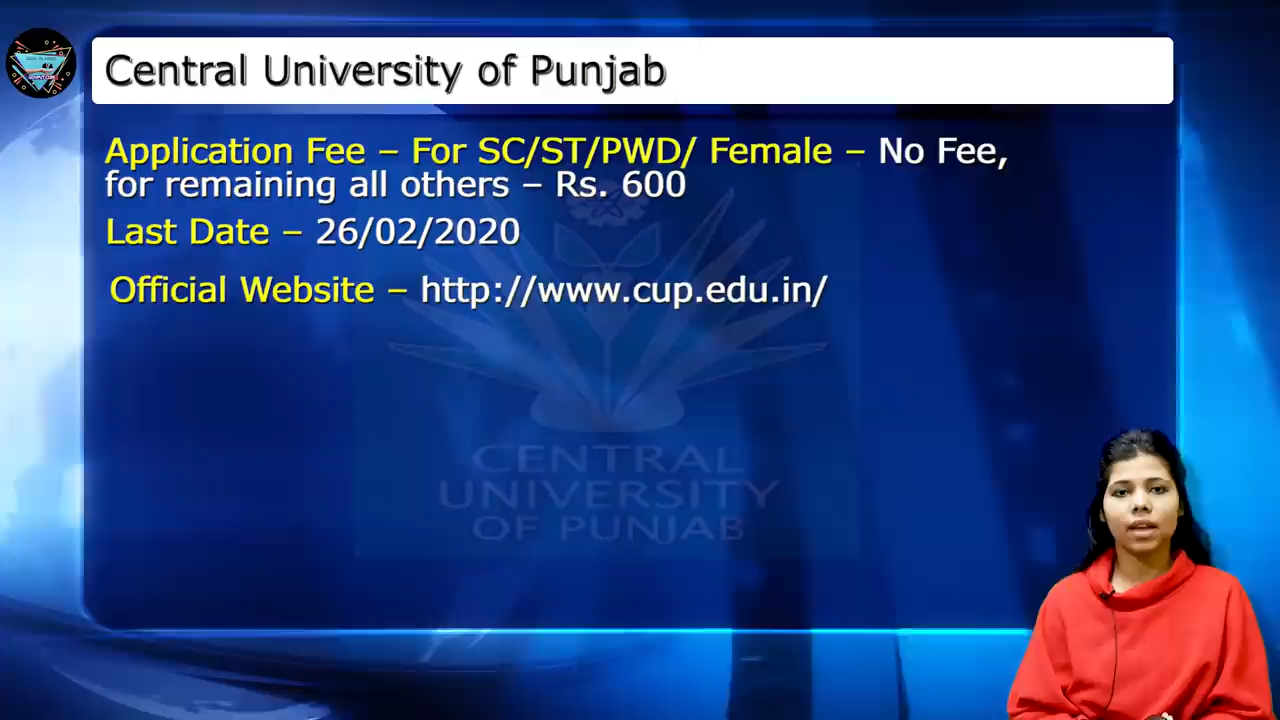 Central University of Punjab
Application Fee – For SC/ST/PWD/ Female – No Fee,
for remaining all others – Rs. 600
Last Date – 26/02/2020
Official Website – http://www.cup.edu.in/
CENTRAL
UNIVERSITY
OF PUNJAB